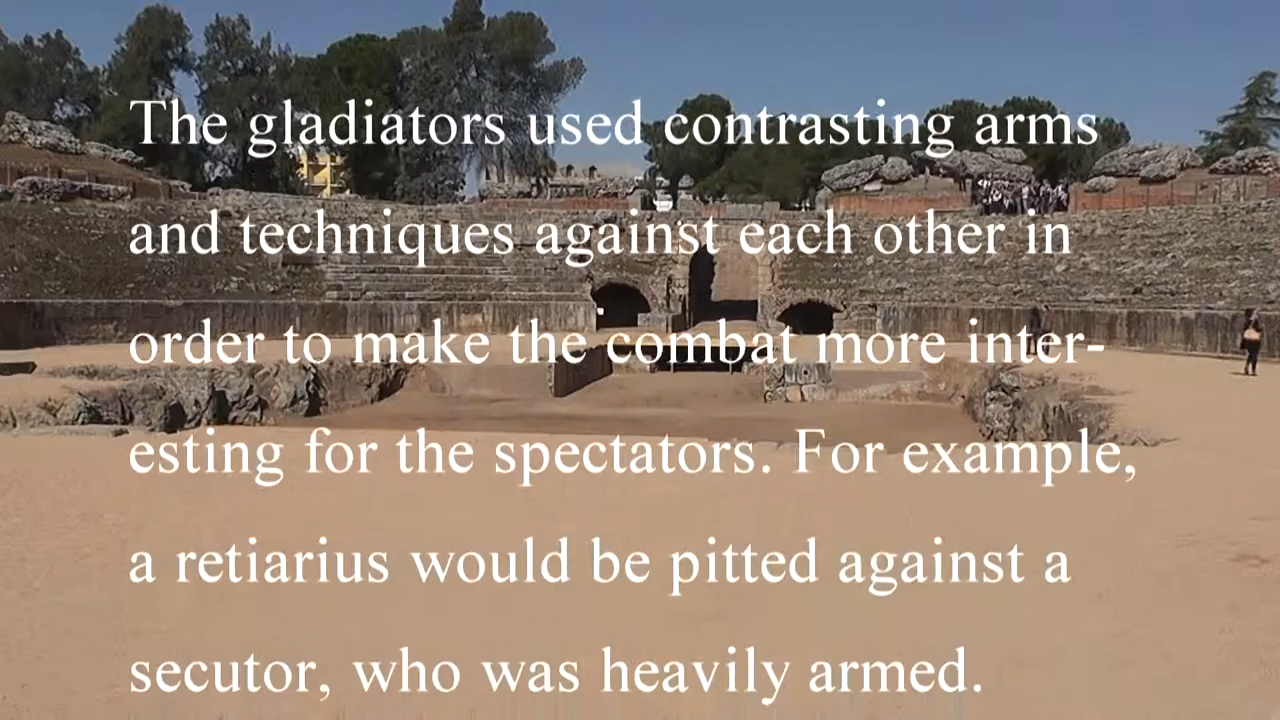 The gladiators used contrasting arms
and techniques against each other in
order to make the combat more inter-
esting for the spectators. For example,
a retiarius would be pitted against a
secutor, who was heavily armed.